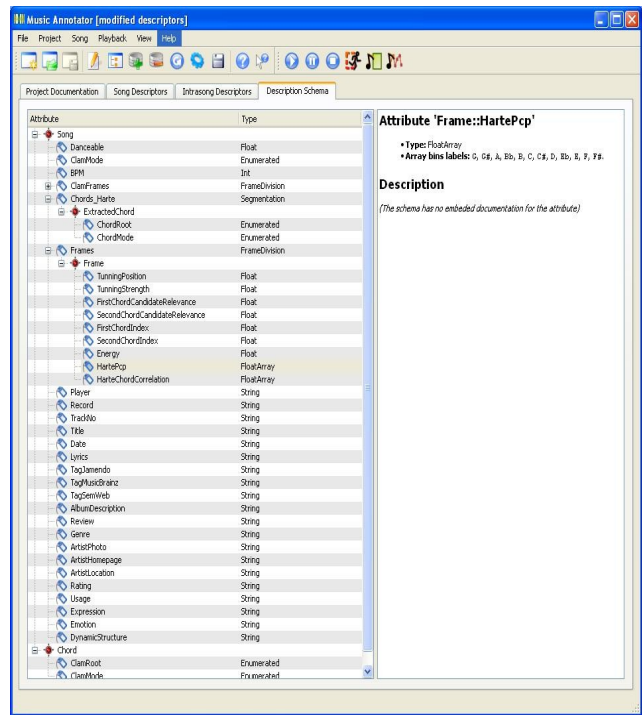 Music Annotator [modified descriptors]
File Project Song Playback View Help
Project Documentation Song Descriptors Intrasong Descriptors Description Schema
Attribute Type
Song
Danceable Float
ClamMode Enumerated
BPM Int
ClamFrames FrameDivision
Chords_Harte Segmentation
ExtractedChord
ChordRoot Enumerated
ChordMode Enumerated
Frames FrameDivision
Frame
TunningPosition Float
TunningStrength Float
FirstChordCandidateRelevance Float
SecondChordCandidateRelevance Float
FirstChordIndex Float
SecondChordIndex Float
Energy Float
HartePcp FloatArray
HarteChordCorrelation FloatArray
Player String
Record String
TrackNo String
Title String
Date String
Lyrics String
TagJamendo String
TagMusicBrainz String
TagSemWeb String
AlbumDescription String
Review String
Genre String
ArtistPhoto String
ArtistHomepage String
ArtistLocation String
Rating String
Usage String
Expression String
Emotion String
DynamicStructure String
Chord
ClamRoot Enumerated
ClamMode Enumerated
Attribute 'Frame::HartePcp'
• Type: FloatArray
• Array bins labels: G, G#, A, Bb, B, C, C#, D, Eb, E, F, F#.
Description
(The schema has no embeded documentation for the attribute)